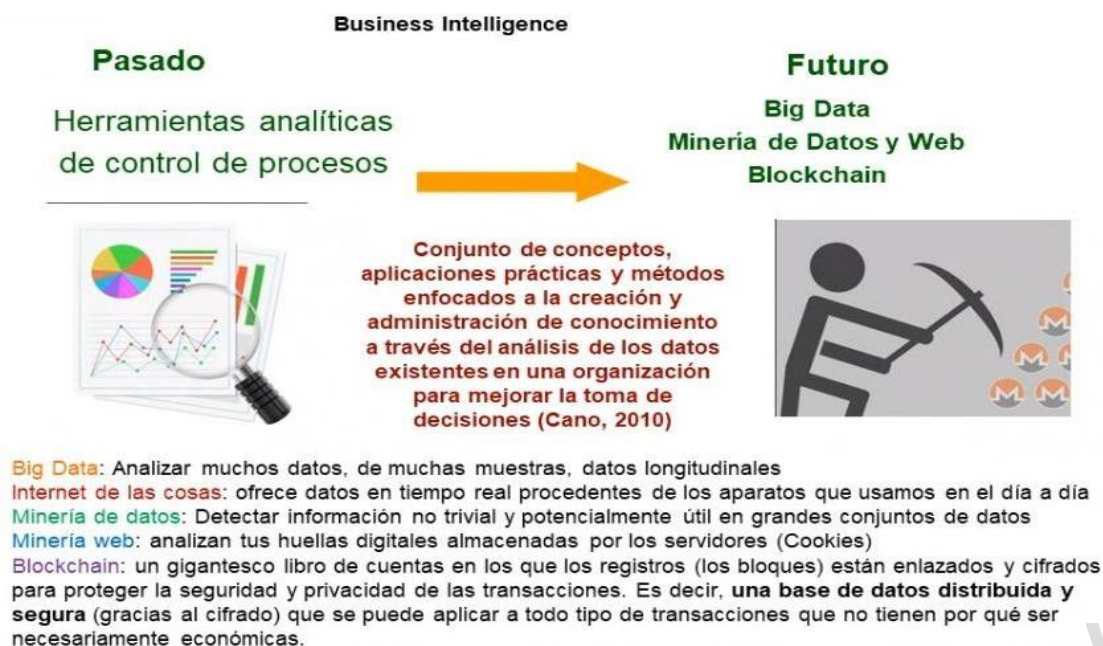 Business Intelligence
Pasado
Futuro
Herramientas analíticas
de control de procesos
Big Data
Minería de Datos y Web
Blockchain
Conjunto de conceptos,
aplicaciones prácticas y métodos
enfocados a la creación y
administración de conocimiento
a través del análisis de los datos
existentes en una organización
para mejorar la toma de
decisiones (Cano, 2010)
Big Data: Analizar muchos datos, de muchas muestras, datos longitudinales
Internet de las cosas: ofrece datos en tiempo real procedentes de los aparatos que usamos en el día a día
Minería de datos: Detectar información no trivial y potencialmente útil en grandes conjuntos de datos
Minería web: analizan tus huellas digitales almacenadas por los servidores (Cookies)
Blockchain: un gigantesco libro de cuentas en los que los registros (los bloques) están enlazados y cifrados
para proteger la seguridad y privacidad de las transacciones. Es decir, una base de datos distribuida y
segura (gracias al cifrado) que se puede aplicar a todo tipo de transacciones que no tienen por qué ser
necesariamente económicas.